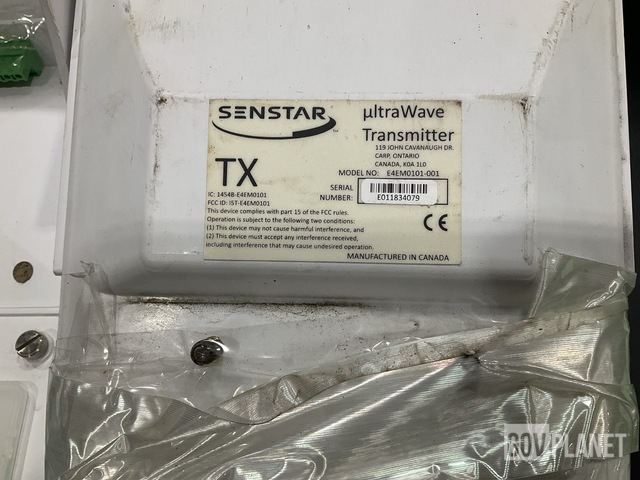 SENSTAR
µltraWave
Transmitter
119 JOHN CAVANAUGH DR.
CARP, ONTARIO
CANADA, K0A 1L0
TX
MODEL NO: E4EM0101-001
SERIAL
NUMBER:
E011834079
IC: 1454B-E4EM0101
FCC ID: I5T-E4EM0101
This device complies with part 15 of the FCC rules.
Operation is subject to the following two conditions:
(1) This device may not cause harmful interference, and
(2) This device must accept any interference received,
including interference that may cause undesired operation.
CE
MANUFACTURED IN CANADA
GOVPLANET